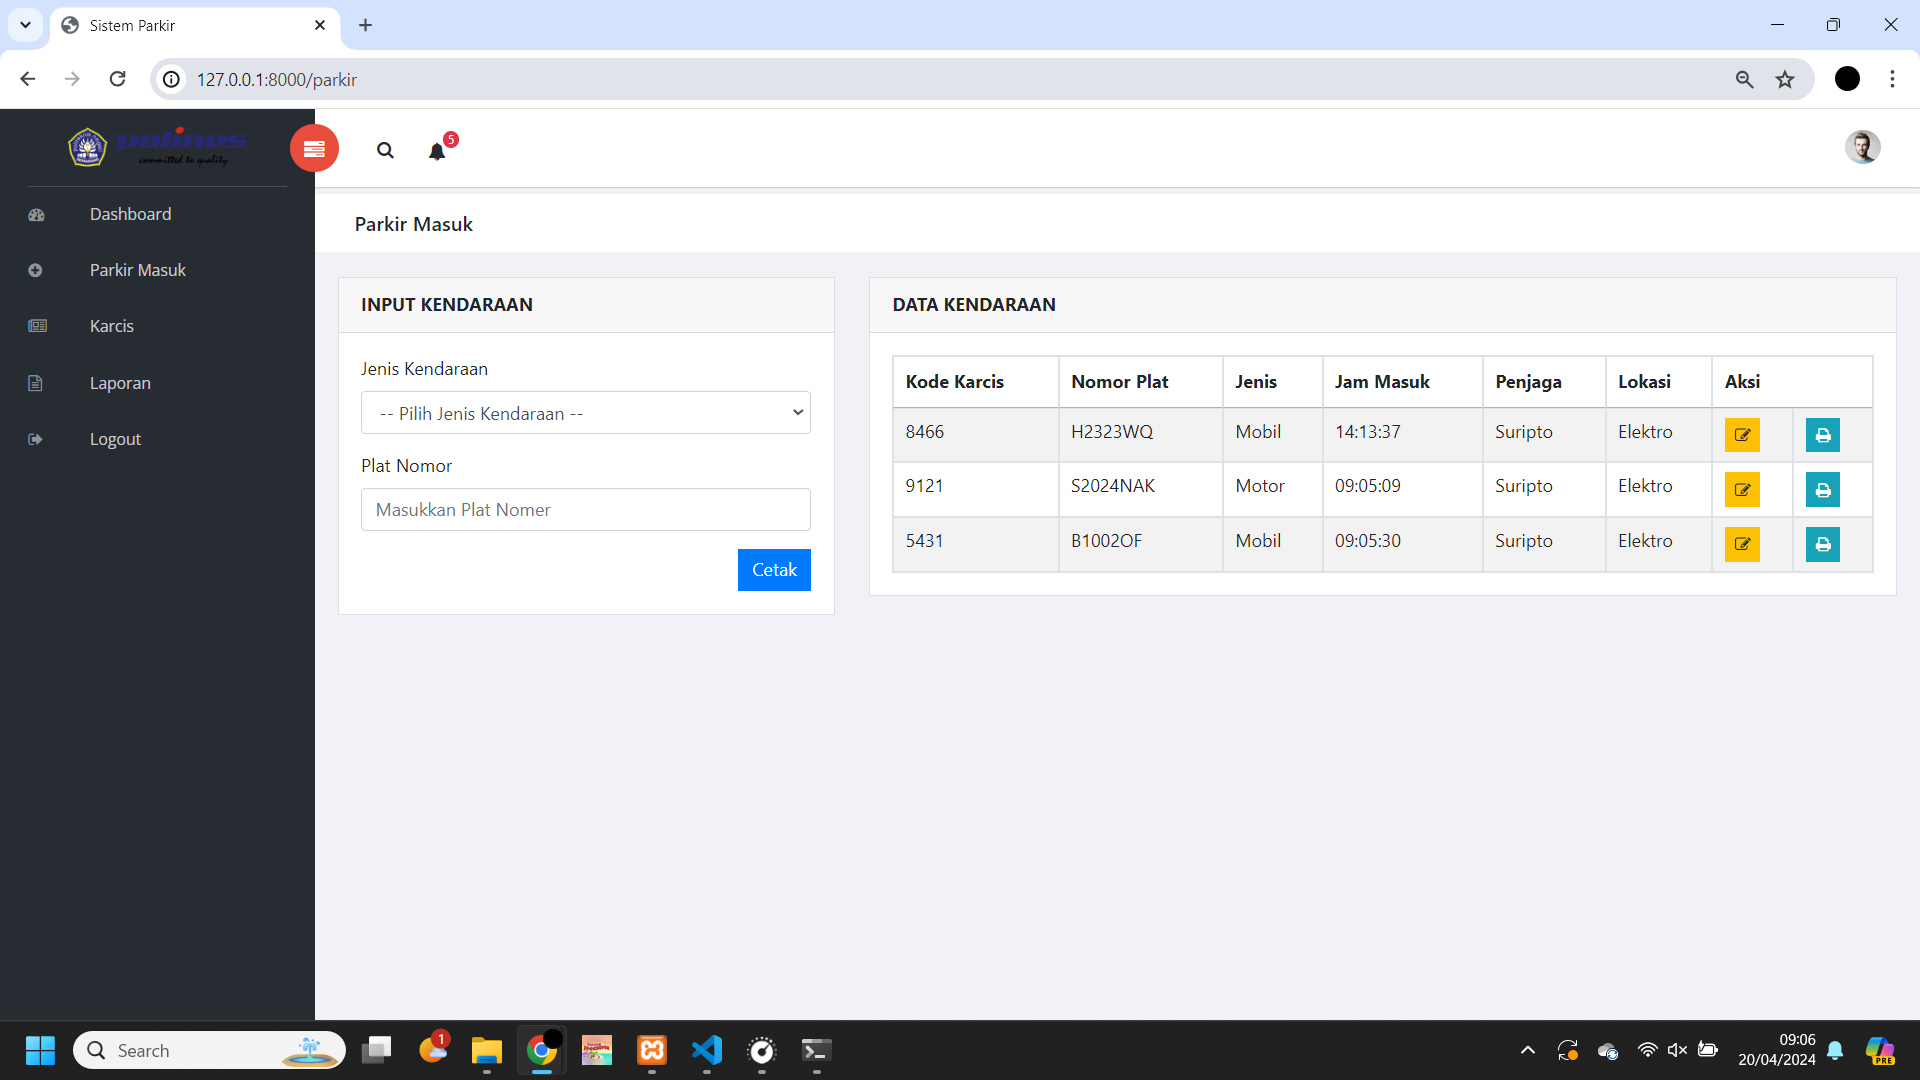 Sistem Parkir
127.0.0.1:8000/parkir
polines
committed to quality
5
Dashboard
Parkir Masuk
Karcis
Laporan
Logout
Parkir Masuk
INPUT KENDARAAN
Jenis Kendaraan
-- Pilih Jenis Kendaraan --
Plat Nomor
Masukkan Plat Nomer
Cetak
DATA KENDARAAN
Kode Karcis Nomor Plat Jenis Jam Masuk Penjaga Lokasi Aksi
8466 H2323WQ Mobil 14:13:37 Suripto Elektro
9121 S2024NAK Motor 09:05:09 Suripto Elektro
5431 B1002OF Mobil 09:05:30 Suripto Elektro
Search
1
09:06
20/04/2024
PRE